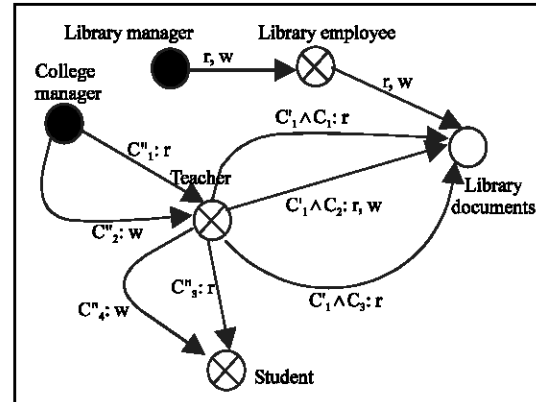 Library manager
Library employee
College
manager
r, w
r, w
C'₁∧C₁: r
C"₁: r
Teacher
C'₁∧C₂: r, w
Library
documents
C"₂: w
C"₃: r
C'₁∧C₃: r
C"₄: w
Student